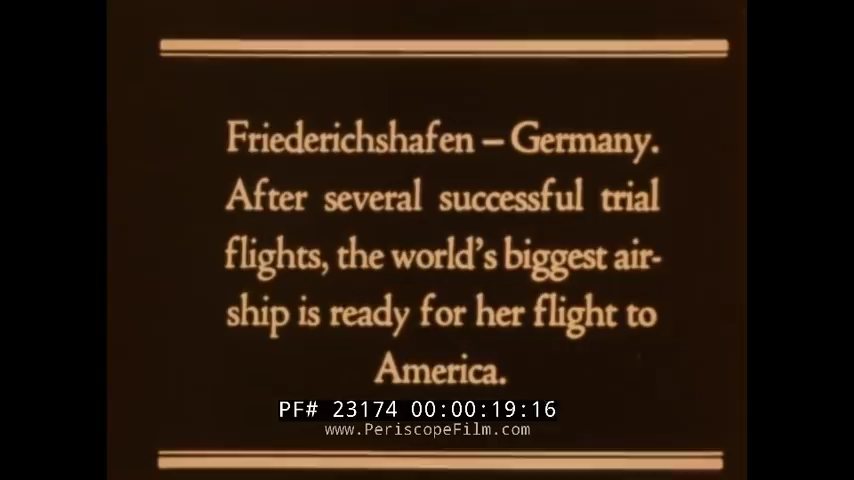 Friederichshafen – Germany.
After several successful trial
flights, the world's biggest air-
ship is ready for her flight to
America.
PF# 23174 00:00:19:16
www.PeriscopeFilm.com